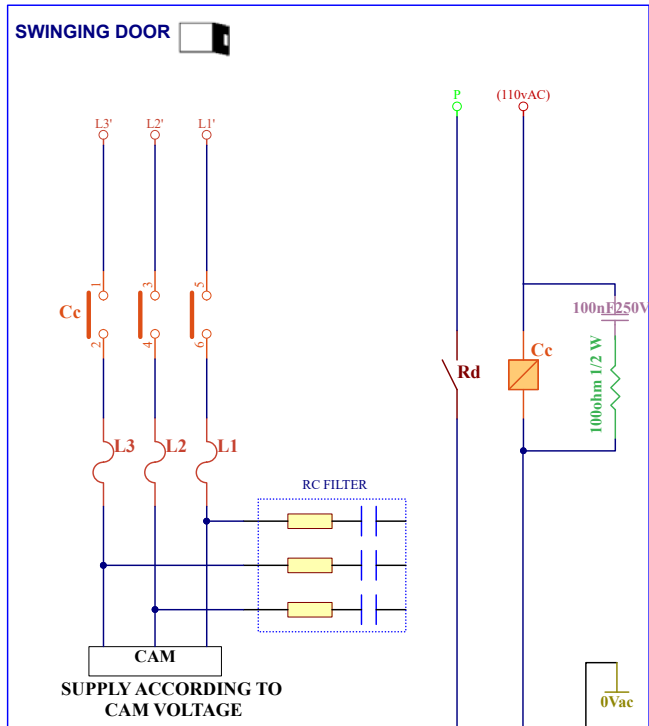 SWINGING DOOR
P
(110vAC)
L3'
L2'
L1'
1
3
5
Cc
2
4
6
100nF250V
Cc
Rd
100ohm 1/2 W
L3
L2
L1
RC FILTER
CAM
SUPPLY ACCORDING TO
CAM VOLTAGE
0Vac